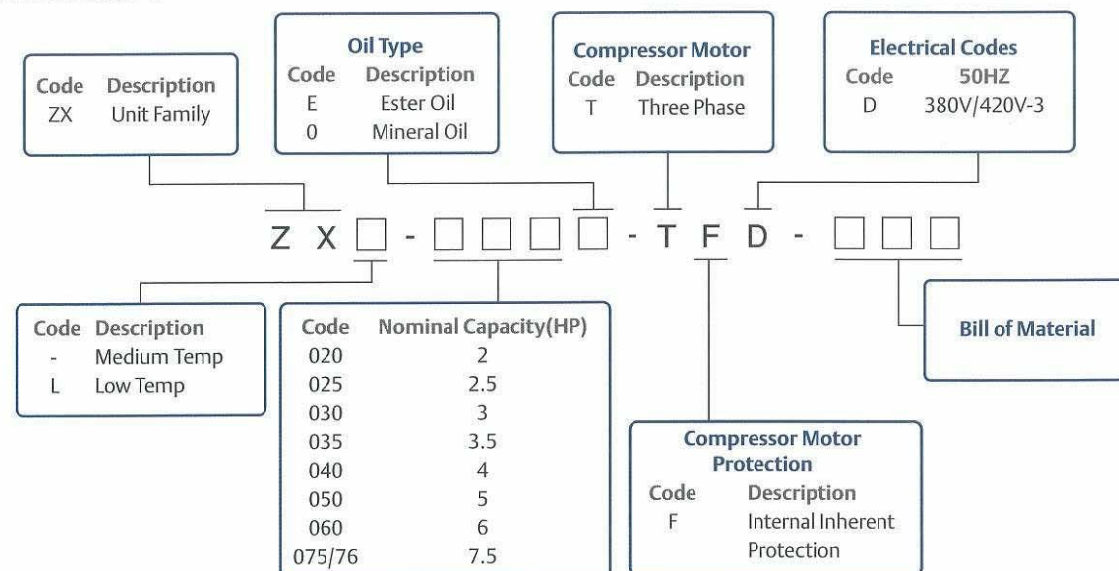 Code Description
ZX Unit Family
Oil Type
Code Description
E Ester Oil
0 Mineral Oil
Compressor Motor
Code Description
T Three Phase
Electrical Codes
Code 50HZ
D 380V/420V-3
Z X □ - □ □ □ □ - T F D - □ □ □
Code Description
- Medium Temp
L Low Temp
Code Nominal Capacity(HP)
020 2
025 2.5
030 3
035 3.5
040 4
050 5
060 6
075/76 7.5
Compressor Motor
Protection
Code Description
F Internal Inherent
Protection
Bill of Material